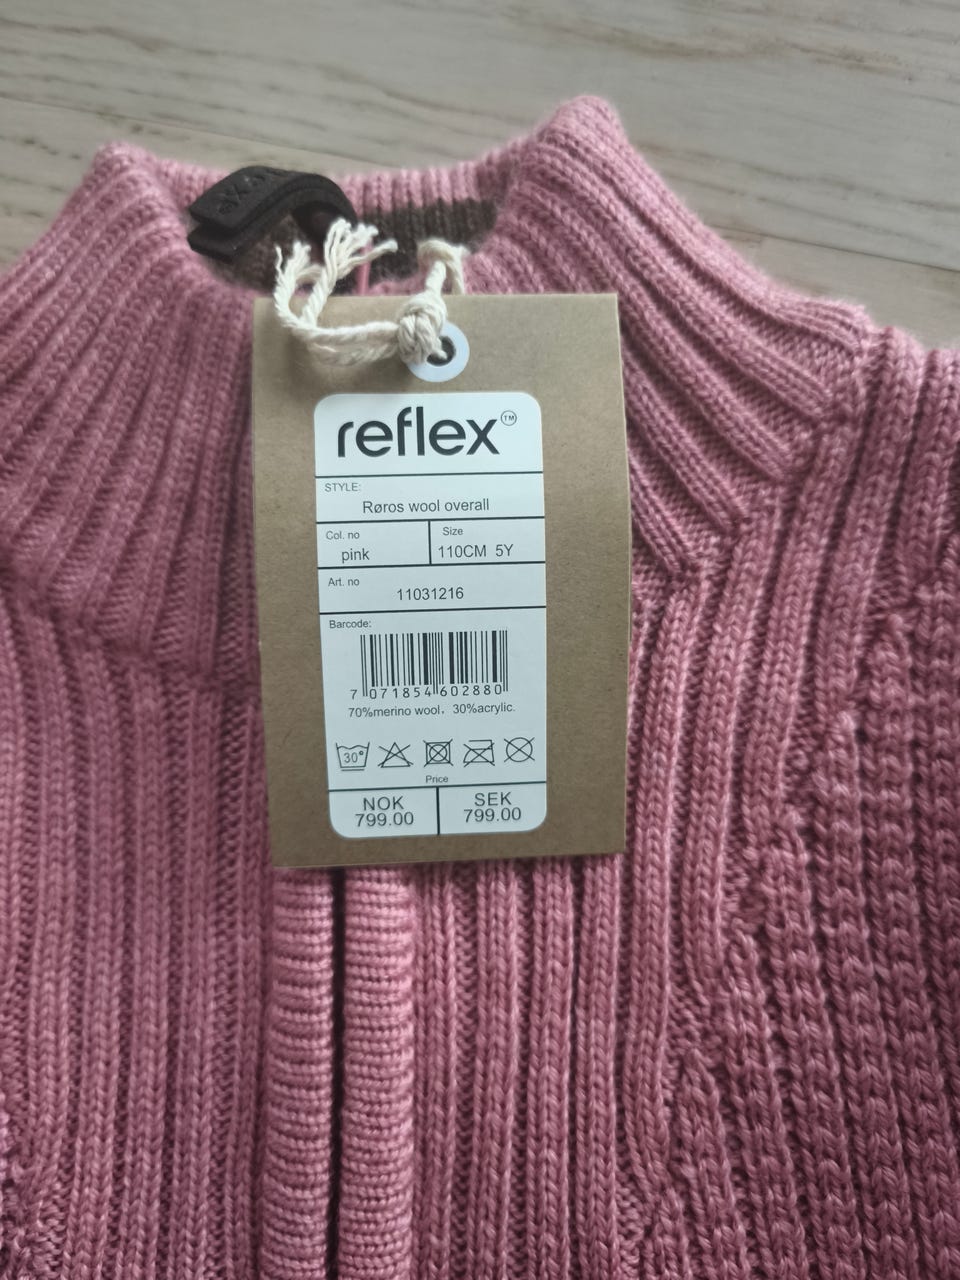 reflex™
STYLE:
Røros wool overall
Col. no
pink
Size
110CM 5Y
Art. no
11031216
Barcode:
7 071854 602880
70%merino wool, 30%acrylic.
30°
Price
NOK
799.00
SEK
799.00